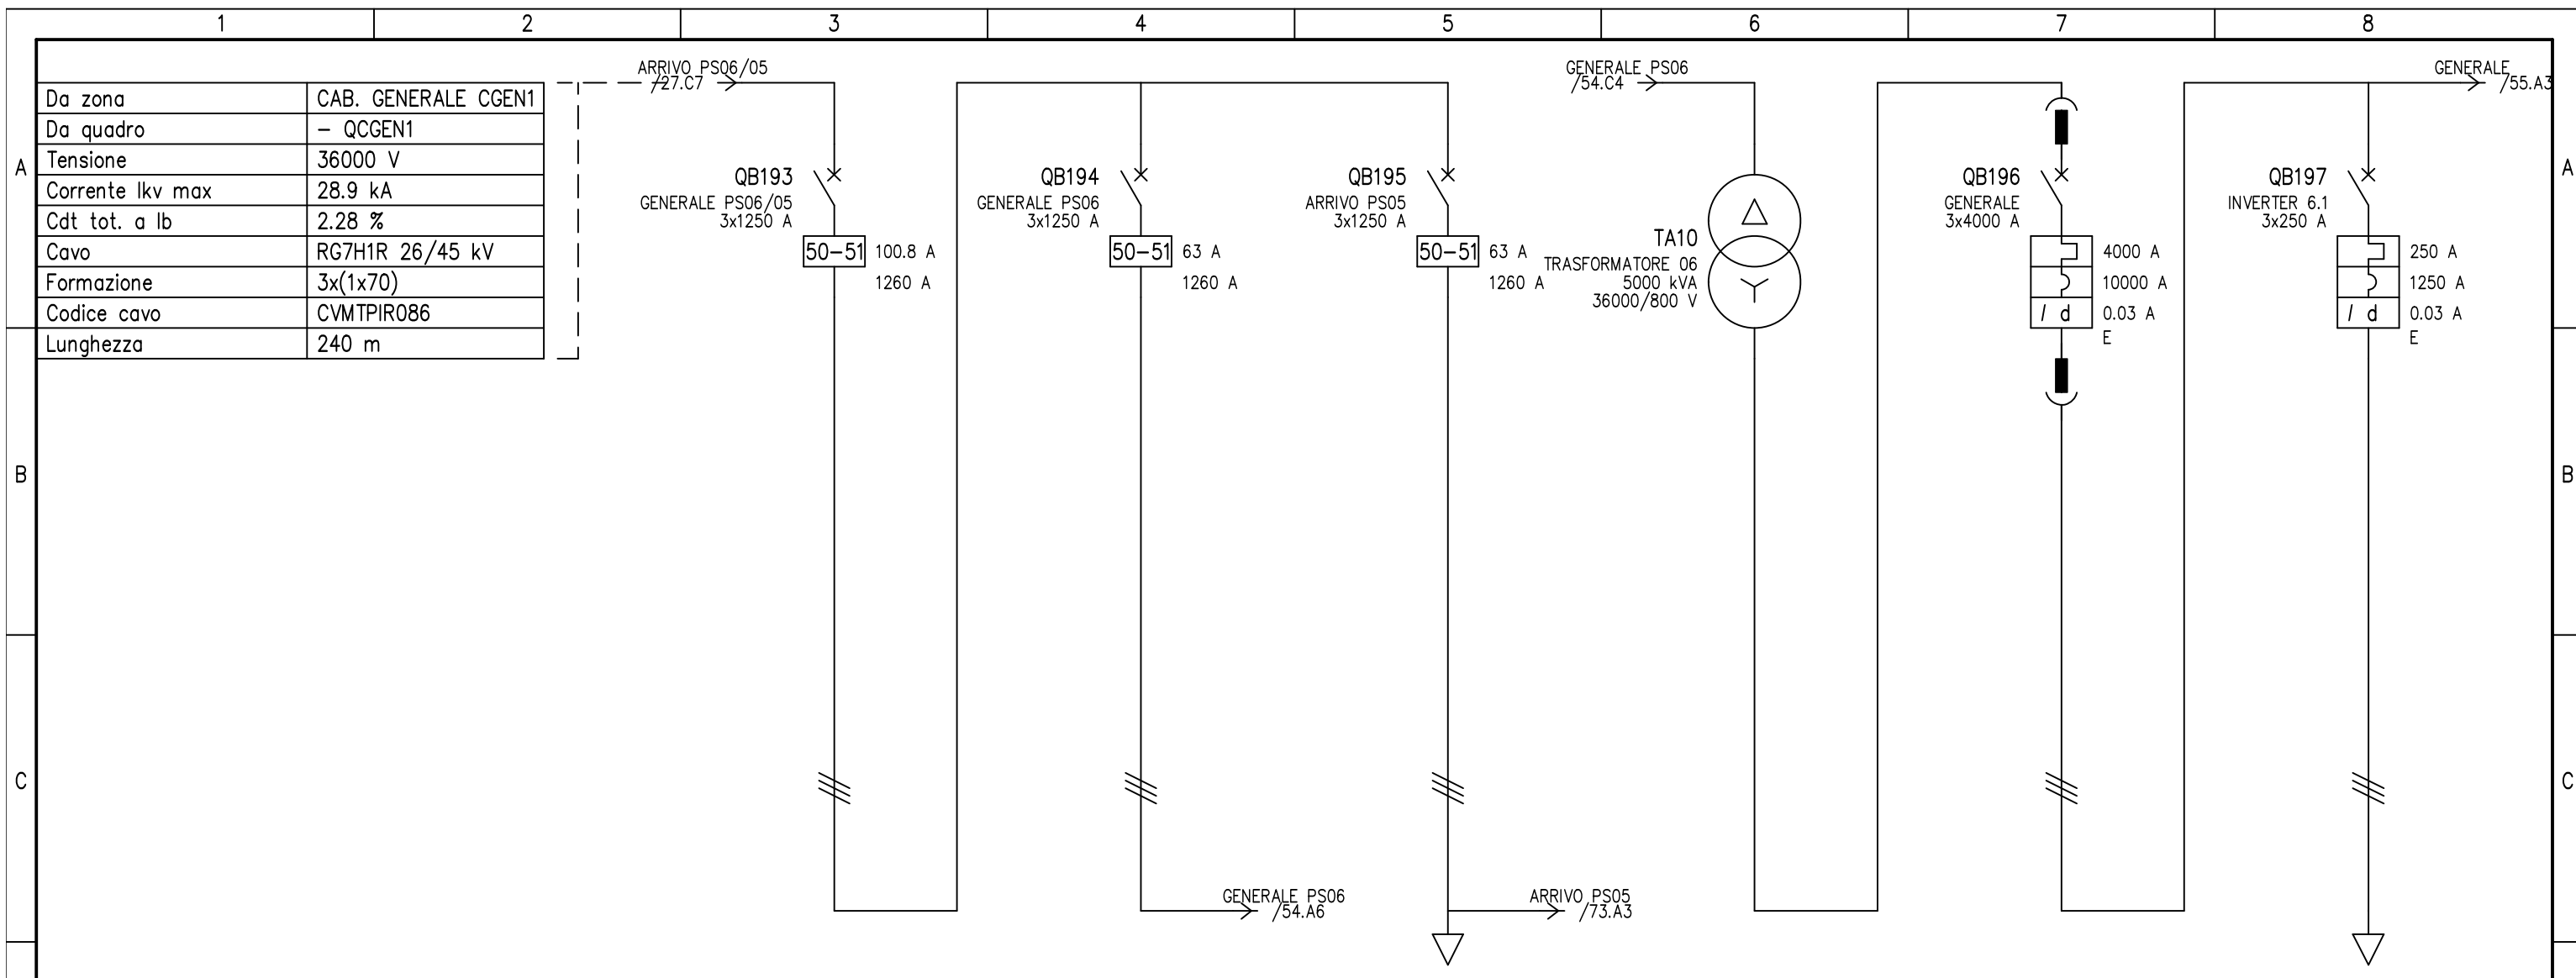 1 2 3 4 5 6 7 8
A A
B B
C C
Da zona CAB. GENERALE CGEN1
Da quadro - QCGEN1
Tensione 36000 V
Corrente Ikv max 28.9 kA
Cdt tot. a Ib 2.28 %
Cavo RG7H1R 26/45 kV
Formazione 3x(1x70)
Codice cavo CVMTPIR086
Lunghezza 240 m
ARRIVO PS06/05
/27.C7
QB193
GENERALE PS06/05
3x1250 A
50-51 100.8 A
1260 A
QB194
GENERALE PS06
3x1250 A
50-51 63 A
1260 A
GENERALE PS06
/54.A6
QB195
ARRIVO PS05
3x1250 A
50-51 63 A
1260 A
ARRIVO PS05
/73.A3
GENERALE PS06
/54.C4
TA10
TRASFORMATORE 06
5000 kVA
36000/800 V
QB196
GENERALE
3x4000 A
4000 A
10000 A
I d 0.03 A
E
GENERALE
/55.A3
QB197
INVERTER 6.1
3x250 A
250 A
1250 A
I d 0.03 A
E